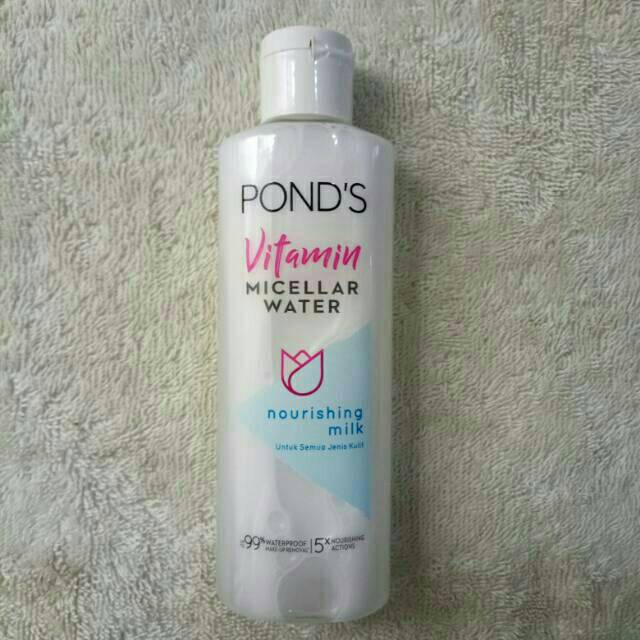 POND'S
Vitamin
MICELLAR
WATER
nourishing
milk
Untuk Semua Jenis Kulit
99% WATERPROOF
MAKE-UP REMOVAL
5X NOURISHING
ACTIONS